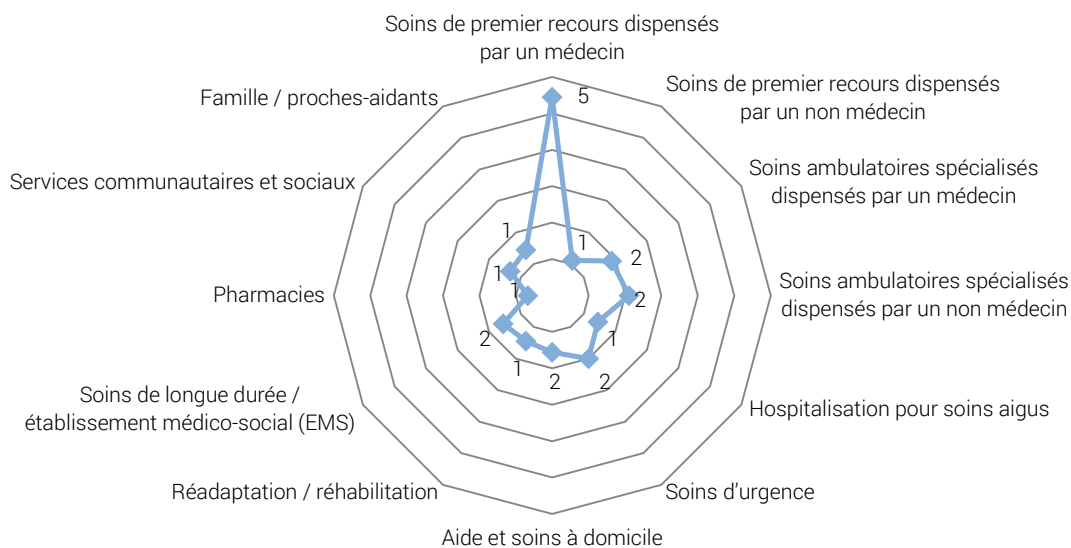 Soins de premier recours dispensés
par un médecin
Soins de premier recours dispensés
par un non médecin
Soins ambulatoires spécialisés
dispensés par un médecin
Soins ambulatoires spécialisés
dispensés par un non médecin
Hospitalisation pour soins aigus
Soins d'urgence
Aide et soins à domicile
Réadaptation / réhabilitation
Soins de longue durée /
établissement médico-social (EMS)
Pharmacies
Services communautaires et sociaux
Famille / proches-aidants
5
1
2
2
1
2
2
1
2
1
1
1